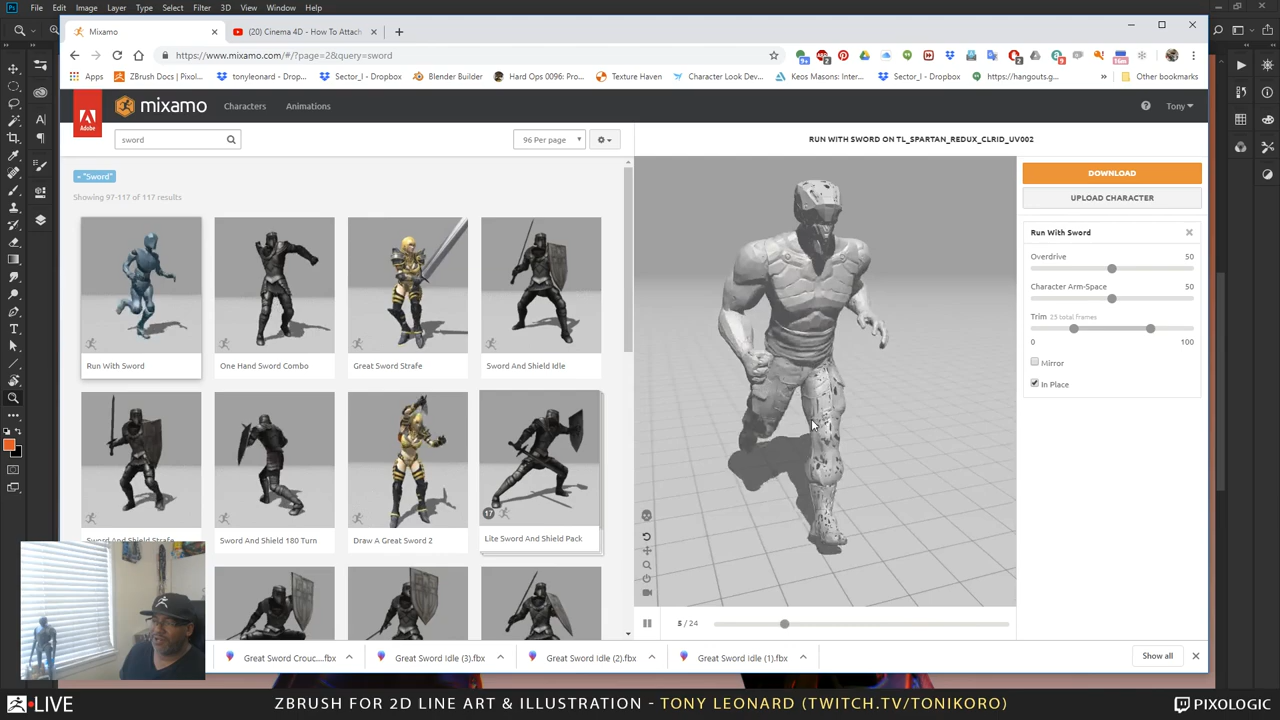 File Edit Image Layer Type Select Filter 3D View Window Help
Mixamo
(20) Cinema 4D - How To Attach
https://www.mixamo.com/#/?page=2&query=sword
Apps
ZBrush Docs | Pixol...
tonyleonard - Drop...
Sector_l - Dropbox
Blender Builder
Hard Ops 0096: Pro...
Texture Haven
Character Look Dev...
Keos Masons: Inter...
Sector_l - Dropbox
https://hangouts.g...
Other bookmarks
Adobe
mixamo
Characters
Animations
Tony
sword
96 Per page
RUN WITH SWORD ON TL_SPARTAN_REDUX_CLRID_UV002
"Sword"
Showing 97-117 of 117 results
DOWNLOAD
UPLOAD CHARACTER
Run With Sword
Overdrive 50
Character Arm-Space 50
Trim 25 total frames
0 100
Mirror
In Place
Run With Sword
One Hand Sword Combo
Great Sword Strafe
Sword And Shield Idle
17
Sword And Shield Strafe
Sword And Shield 180 Turn
Draw A Great Sword 2
Lite Sword And Shield Pack
5 / 24
Great Sword Crouc....fbx
Great Sword Idle (3).fbx
Great Sword Idle (2).fbx
Great Sword Idle (1).fbx
Show all
LIVE
ZBRUSH FOR 2D LINE ART & ILLUSTRATION - TONY LEONARD (TWITCH.TV/TONIKORO)
PIXOLOGIC